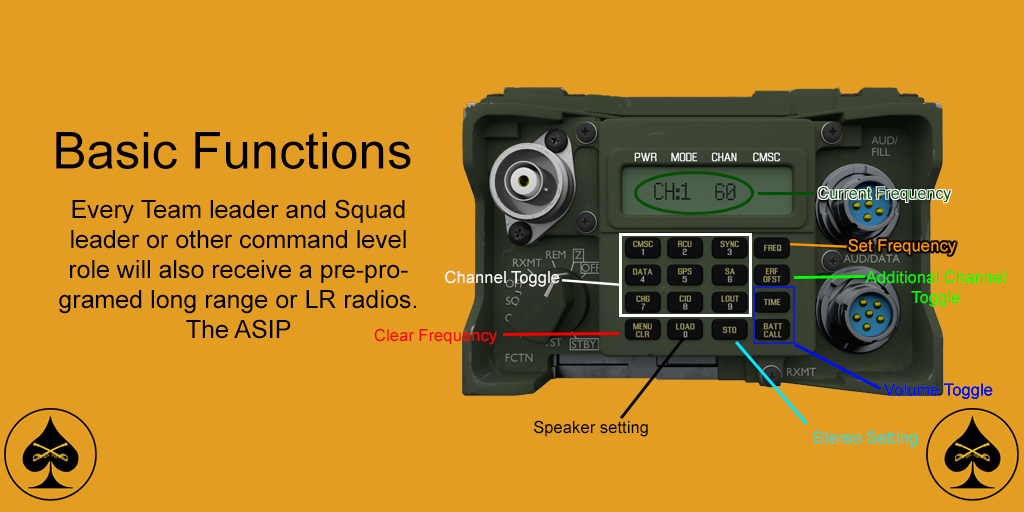 Basic Functions
Every Team leader and Squad
leader or other command level
role will also receive a pre-pro-
gramed long range or LR radios.
The ASIP
PWR MODE CHAN CMSC
CH:1 60
AUD/
FILL
Current Frequency
CMSC
1
RCU
2
SYNC
3
FREQ
Set Frequency
AUD/DATA
DATA
4
GPS
5
SA
6
ERF
OFST
Additional Channel
Toggle
Channel Toggle
CHG
7
CID
8
LOUT
9
TIME
Clear Frequency
MENU
CLR
LOAD
0
STO
BATT
CALL
REM
Z
OFF
RXMT
SQ
ST
STBY
FCTN
RXMT
Volume Toggle
Speaker setting
Stereo Setting